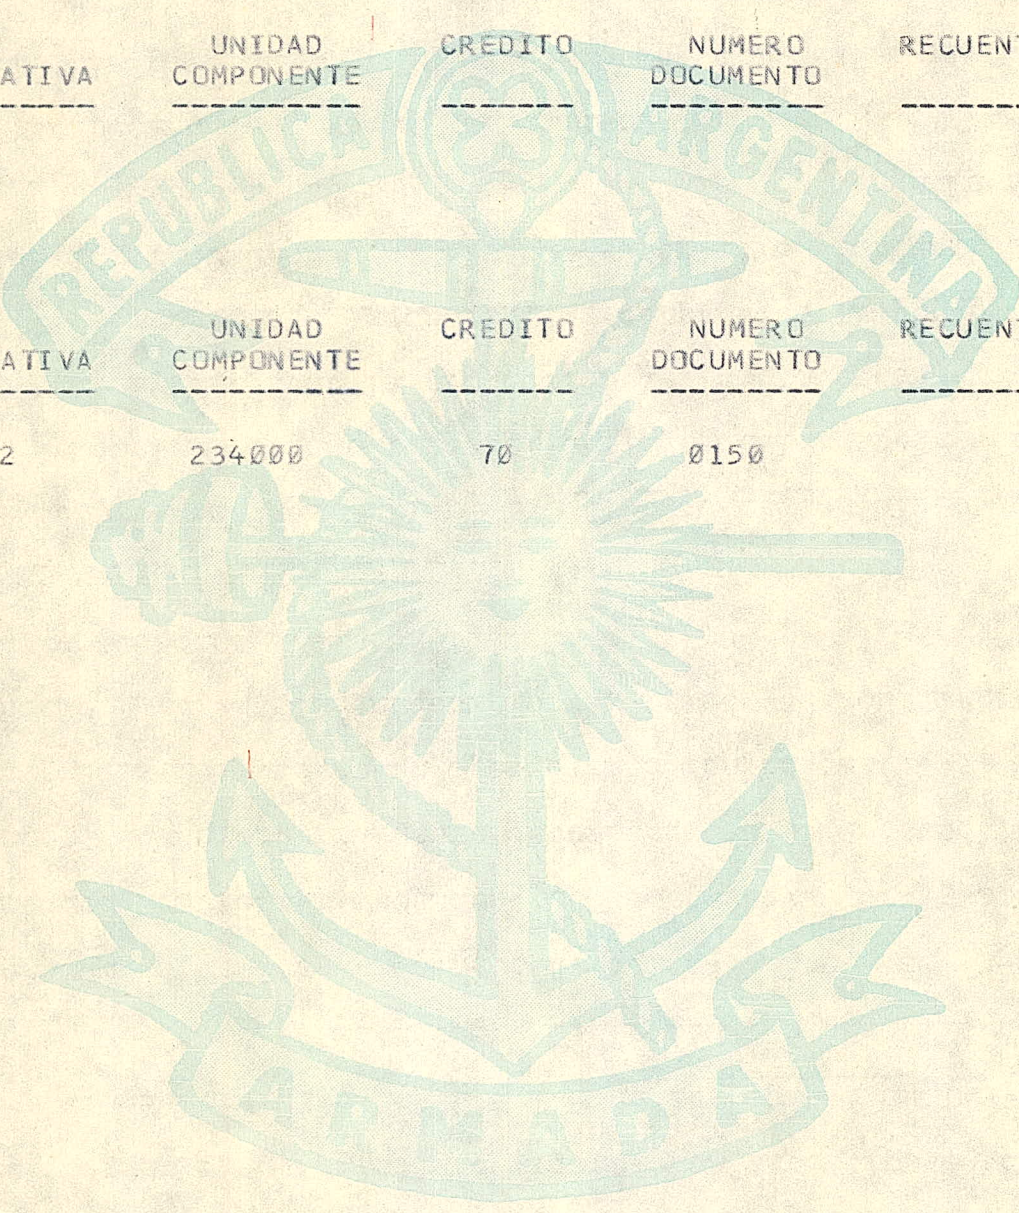 UNIDAD CREDITO NUMERO RECUENT
ATIVA COMPONENTE DOCUMENTO
REPUBLICA ARGENTINA
UNIDAD CREDITO NUMERO RECUENT
ATIVA COMPONENTE DOCUMENTO
2 234000 70 0150
ARMADA